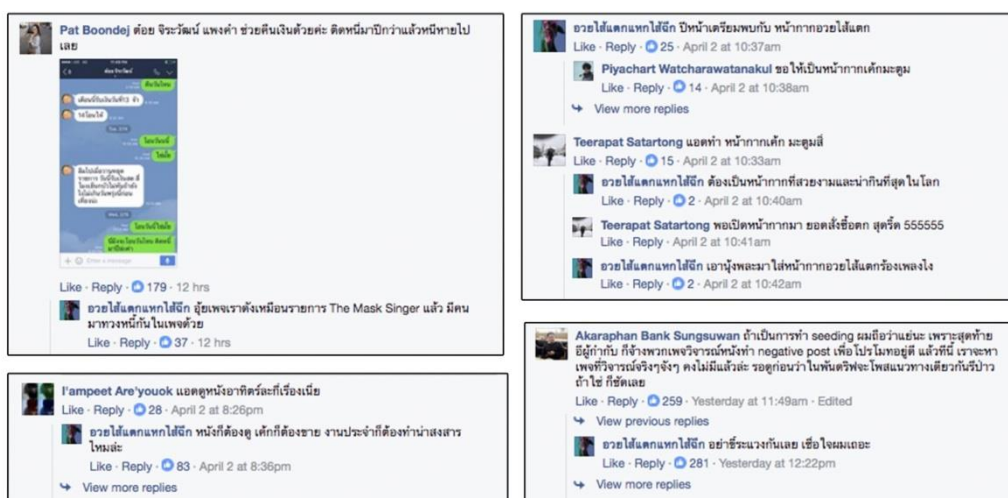 Pat Boondej ต๋อย จิระวัฒน์ แพงคำ ช่วยคืนเงินด้วยค่ะ ติดหนี้มาปีกว่าแล้วหนีหายไป
เลย
Like · Reply · 179 · 12 hrs
อวยไส้แตกแหกไส้ฉีก อุ้ยเพจเราดังเหมือนรายการ The Mask Singer แล้ว มีคน
มาทวงหนี้กันในเพจด้วย
Like · Reply · 37 · 12 hrs
I'ampeet Are'youok แอดดูหนังอาทิตร์ละกี่เรื่องเนี่ย
Like · Reply · 28 · April 2 at 8:26pm
อวยไส้แตกแหกไส้ฉีก หนังก็ต้องดู เค้กก็ต้องขาย งานประจำก็ต้องทำน่าสงสาร
ไหมล่ะ
Like · Reply · 83 · April 2 at 8:36pm
View more replies
อวยไส้แตกแหกไส้ฉีก ปีหน้าเตรียมพบกับ หน้ากากอวยไส้แตก
Like · Reply · 25 · April 2 at 10:37am
Piyachart Watcharawatanakul ขอให้เป็นหน้ากากเค้กมะตูม
Like · Reply · 14 · April 2 at 10:38am
View more replies
Teerapat Satartong แอดทำ หน้ากากเค้ก มะตูมสิ
Like · Reply · 15 · April 2 at 10:33am
อวยไส้แตกแหกไส้ฉีก ต้องเป็นหน้ากากที่สวยงามและน่ากินที่สุดในโลก
Like · Reply · 2 · April 2 at 10:40am
Teerapat Satartong พอเปิดหน้ากากมา ยอดสั่งซื้อตก สุดรี้ด 555555
Like · Reply · April 2 at 10:41am
อวยไส้แตกแหกไส้ฉีก เอานุ้งพละมาใส่หน้ากากอวยไส้แตกร้องเพลงไง
Like · Reply · 2 · April 2 at 10:42am
Akaraphan Bank Sungsuwan ถ้าเป็นการทำ seeding ผมถือว่าแย่นะ เพราะสุดท้าย
อีผู้กำกับ ก็จ้างพวกเพจวิจารณ์หนังทำ negative post เพื่อโปรโมทอยู่ดี แล้วทีนี้ เราจะหา
เพจที่วิจารณ์จริงๆจังๆ คงไม่มีแล้วล่ะ รอดูก่อนว่าในพันดริฟจะโพสแนวทางเดียวกันรึป่าว
ถ้าใช่ ก็ชัดเลย
Like · Reply · 259 · Yesterday at 11:49am · Edited
View previous replies
อวยไส้แตกแหกไส้ฉีก อย่าขี้ระแวงกันเลย เชื่อใจผมเถอะ
Like · Reply · 281 · Yesterday at 12:22pm
View more replies